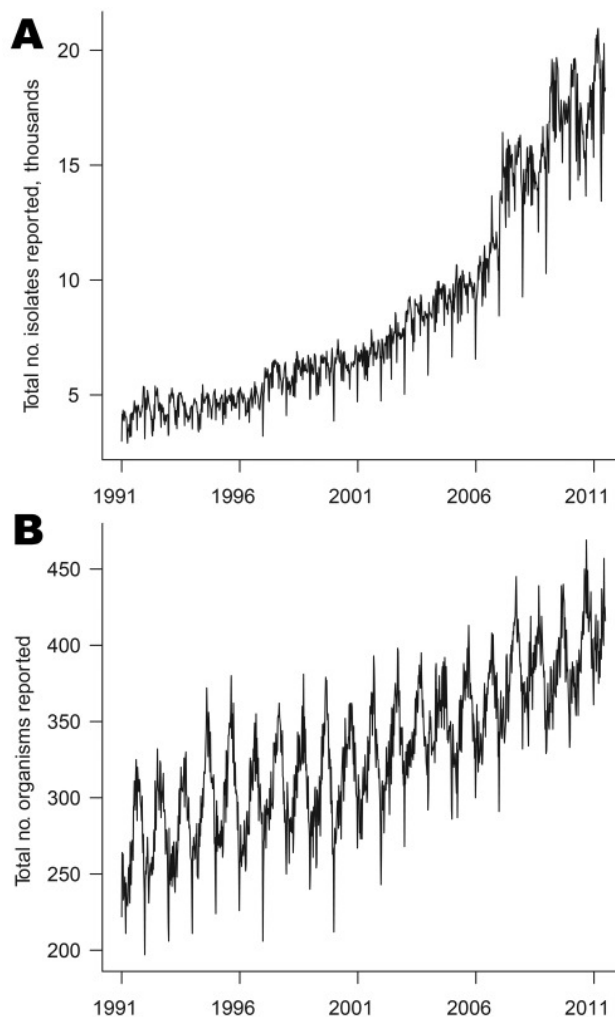 A
Total no. isolates reported, thousands
20
15
10
5
1991 1996 2001 2006 2011
B
Total no. organisms reported
450
400
350
300
250
200
1991 1996 2001 2006 2011